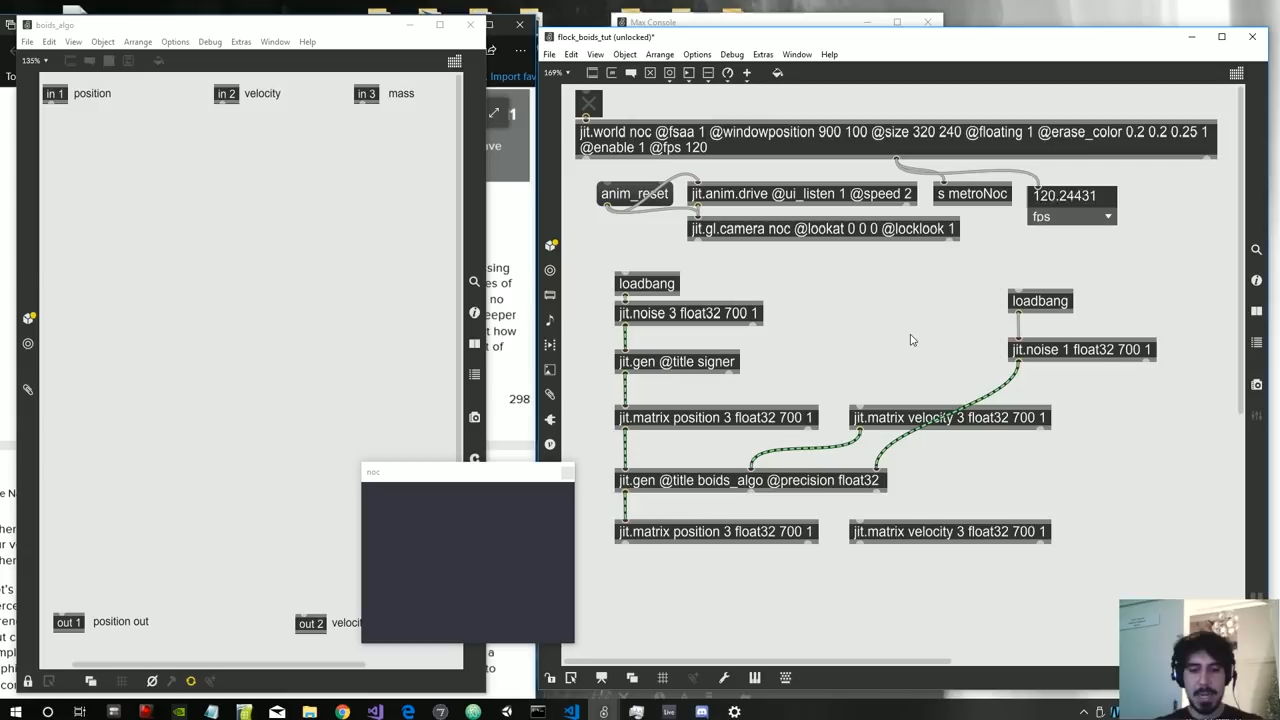 boids_algo
File Edit View Object Arrange Options Debug Extras Window Help
135%
in 1 position
in 2 velocity
in 3 mass
out 1 position out
out 2
noc
Import fav
298
Max Console
flock_boids_tut (unlocked)*
File Edit View Object Arrange Options Debug Extras Window Help
169%
jit.world noc @fsaa 1 @windowposition 900 100 @size 320 240 @floating 1 @erase_color 0.2 0.2 0.25 1
@enable 1 @fps 120
anim_reset
jit.anim.drive @ui_listen 1 @speed 2
s metroNoc
120.24431
fps
jit.gl.camera noc @lookat 0 0 0 @locklook 1
loadbang
jit.noise 3 float32 700 1
loadbang
jit.noise 1 float32 700 1
jit.gen @title signer
jit.matrix position 3 float32 700 1
jit.matrix velocity 3 float32 700 1
jit.gen @title boids_algo @precision float32
jit.matrix position 3 float32 700 1
jit.matrix velocity 3 float32 700 1